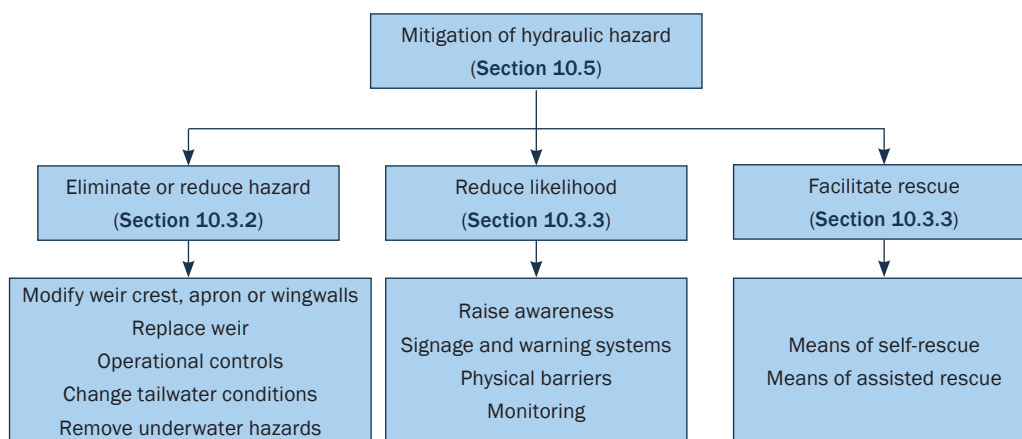 Mitigation of hydraulic hazard
(Section 10.5)
Eliminate or reduce hazard
(Section 10.3.2)
Reduce likelihood
(Section 10.3.3)
Facilitate rescue
(Section 10.3.3)
Modify weir crest, apron or wingwalls
Replace weir
Operational controls
Change tailwater conditions
Remove underwater hazards
Raise awareness
Signage and warning systems
Physical barriers
Monitoring
Means of self-rescue
Means of assisted rescue